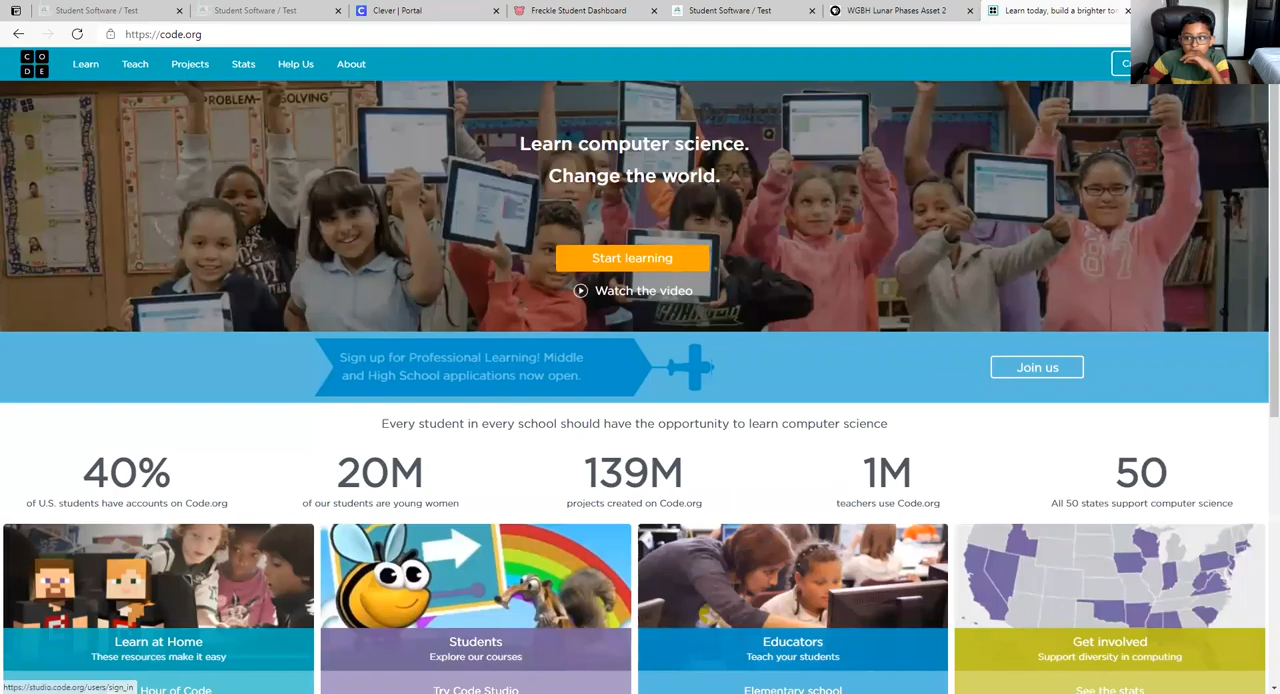 Student Software / Test
Student Software / Test
Clever | Portal
Freckle Student Dashboard
Student Software / Test
WGBH Lunar Phases Asset 2
Learn today, build a brighter to
https://code.org
C O
D E
Learn
Teach
Projects
Stats
Help Us
About
PROBLEM-SOLVING
Learn computer science.
Change the world.
Start learning
Watch the video
Sign up for Professional Learning! Middle
and High School applications now open.
Join us
Every student in every school should have the opportunity to learn computer science
40%
of U.S. students have accounts on Code.org
20M
of our students are young women
139M
projects created on Code.org
1M
teachers use Code.org
50
All 50 states support computer science
Learn at Home
These resources make it easy
Students
Explore our courses
Educators
Teach your students
Get involved
Support diversity in computing
Hour of Code
Try Code Studio
Elementary school
See the stats
https://studio.code.org/users/sign_in